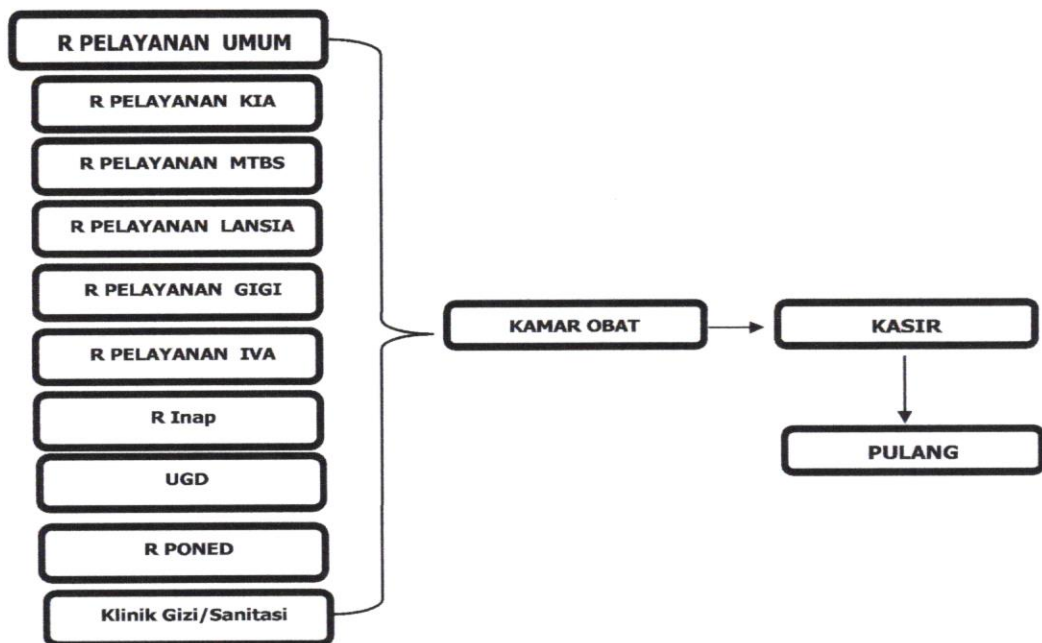 R PELAYANAN UMUM
R PELAYANAN KIA
R PELAYANAN MTBS
R PELAYANAN LANSIA
R PELAYANAN GIGI
R PELAYANAN IVA
R Inap
UGD
R PONED
Klinik Gizi/Sanitasi
KAMAR OBAT
KASIR
PULANG